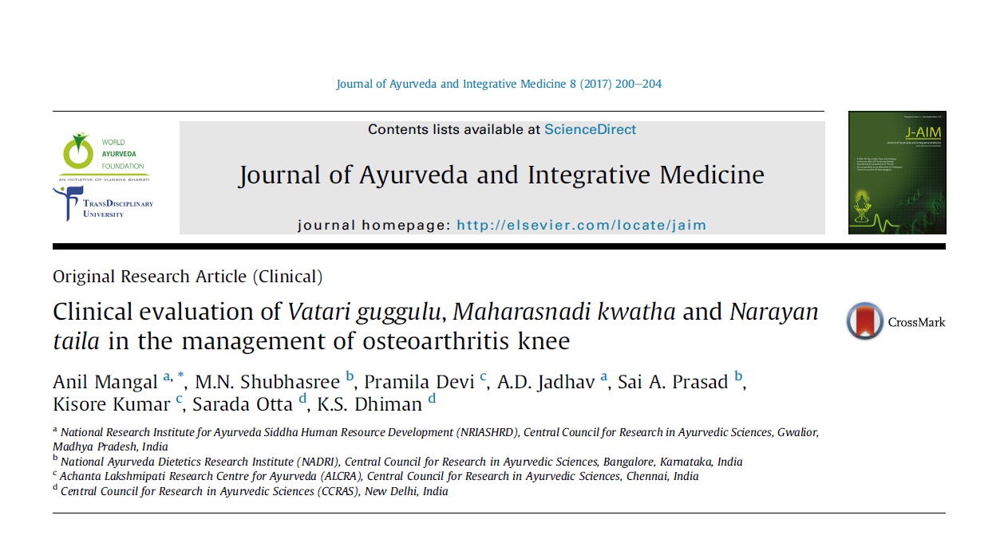 Journal of Ayurveda and Integrative Medicine 8 (2017) 200–204
WORLD
AYURVEDA
FOUNDATION
AN INITIATIVE OF VIJNANA BHARATI
TRANSDISCIPLINARY
UNIVERSITY
Contents lists available at ScienceDirect
Journal of Ayurveda and Integrative Medicine
journal homepage: http://elsevier.com/locate/jaim
J-AIM
Journal of Ayurveda and Integrative Medicine
Original Research Article (Clinical)
Clinical evaluation of Vatari guggulu, Maharasnadi kwatha and Narayan
taila in the management of osteoarthritis knee
CrossMark
Anil Mangal a, *, M.N. Shubhasree b, Pramila Devi c, A.D. Jadhav a, Sai A. Prasad b,
Kisore Kumar c, Sarada Otta d, K.S. Dhiman d
a National Research Institute for Ayurveda Siddha Human Resource Development (NRIASHRD), Central Council for Research in Ayurvedic Sciences, Gwalior,
Madhya Pradesh, India
b National Ayurveda Dietetics Research Institute (NADRI), Central Council for Research in Ayurvedic Sciences, Bangalore, Karnataka, India
c Achanta Lakshmipati Research Centre for Ayurveda (ALCRA), Central Council for Research in Ayurvedic Sciences, Chennai, India
d Central Council for Research in Ayurvedic Sciences (CCRAS), New Delhi, India